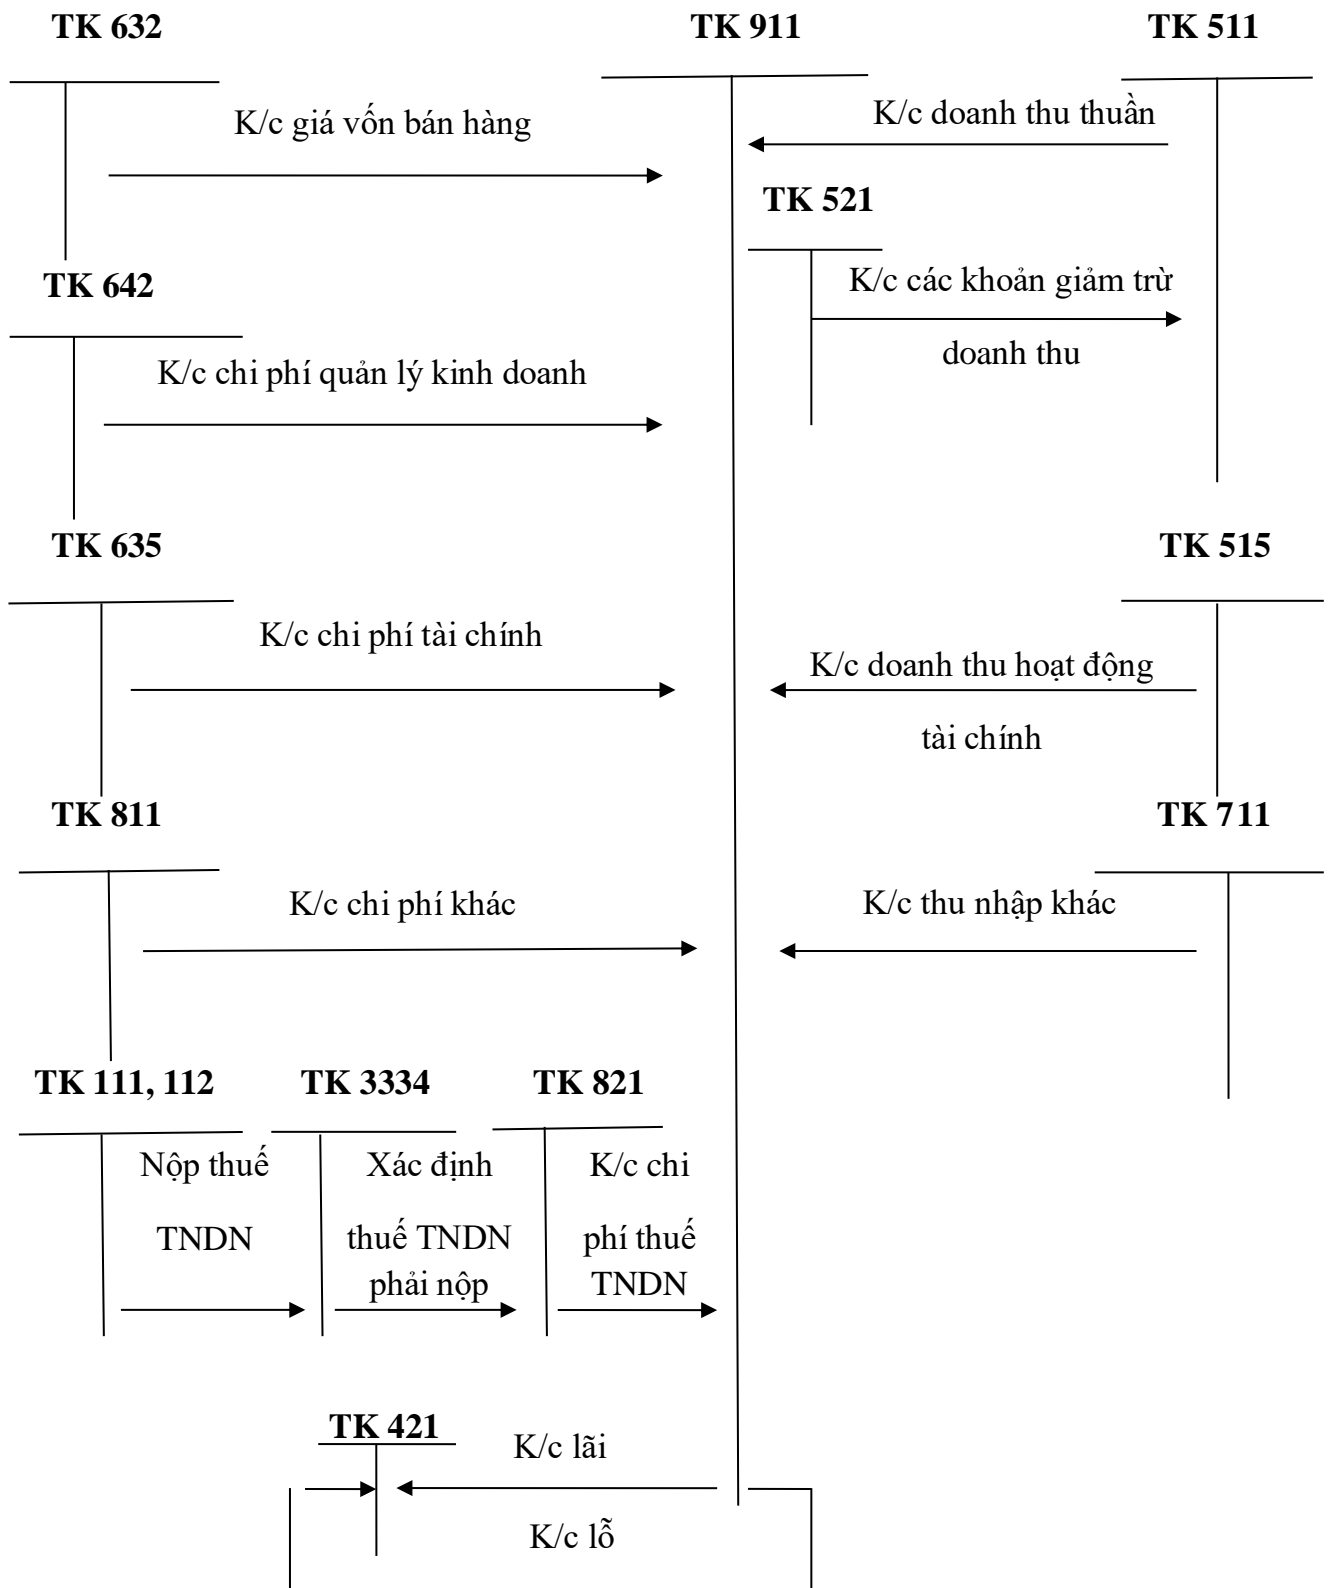 TK 632
TK 911
TK 511
K/c giá vốn bán hàng
K/c doanh thu thuần
TK 521
TK 642
K/c các khoản giảm trừ
doanh thu
K/c chi phí quản lý kinh doanh
TK 635
TK 515
K/c chi phí tài chính
K/c doanh thu hoạt động
tài chính
TK 811
TK 711
K/c chi phí khác
K/c thu nhập khác
TK 111, 112
TK 3334
TK 821
Nộp thuế
TNDN
Xác định
thuế TNDN
phải nộp
K/c chi
phí thuế
TNDN
TK 421
K/c lãi
K/c lỗ